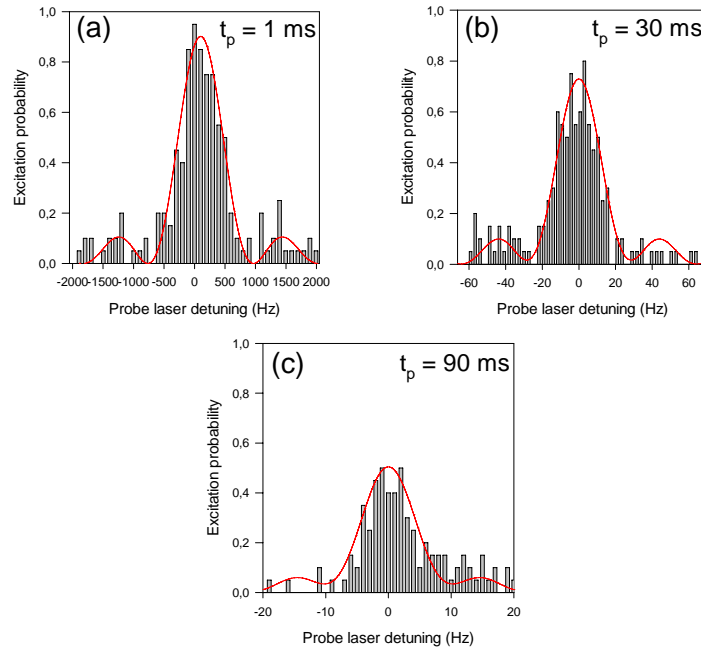 (a)
t_p = 1 ms
Excitation probability
1,0
0,8
0,6
0,4
0,2
0,0
-2000 -1500 -1000 -500 0 500 1000 1500 2000
Probe laser detuning (Hz)
(b)
t_p = 30 ms
Excitation probability
1,0
0,8
0,6
0,4
0,2
0,0
-60 -40 -20 0 20 40 60
Probe laser detuning (Hz)
(c)
t_p = 90 ms
Excitation probability
1,0
0,8
0,6
0,4
0,2
0,0
-20 -10 0 10 20
Probe laser detuning (Hz)